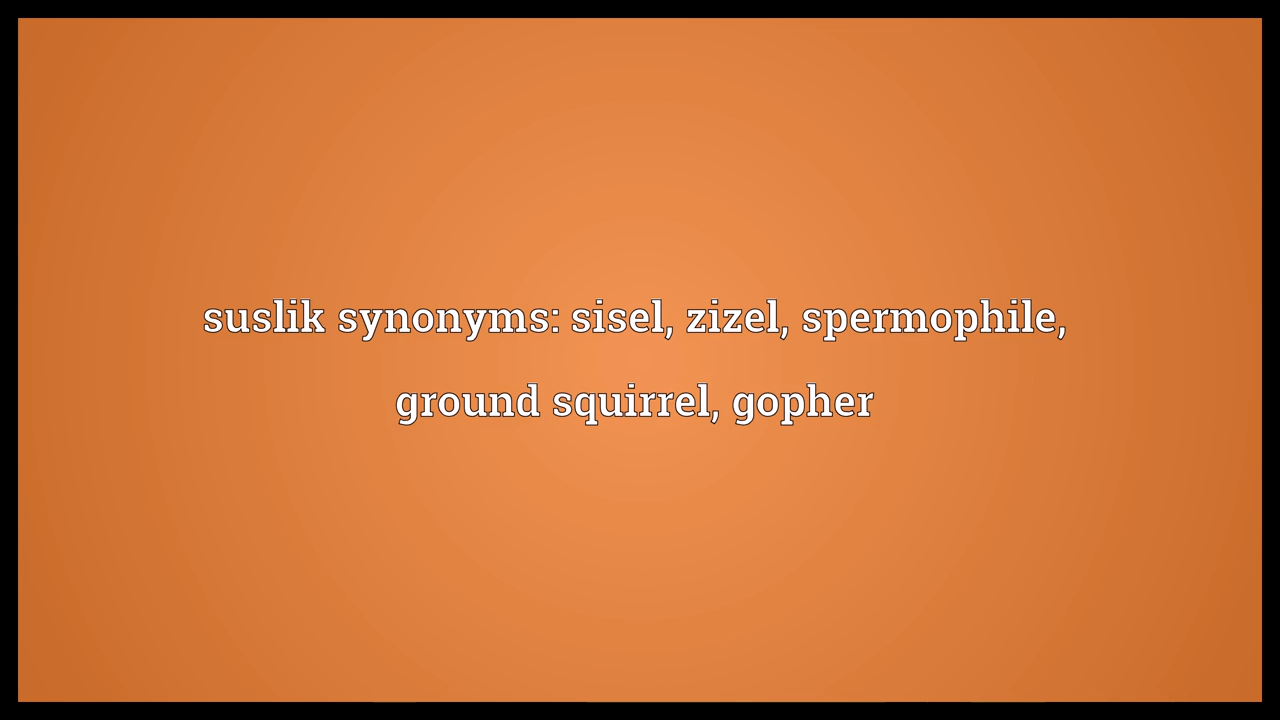 suslik synonyms: sisel, zizel, spermophile,
ground squirrel, gopher